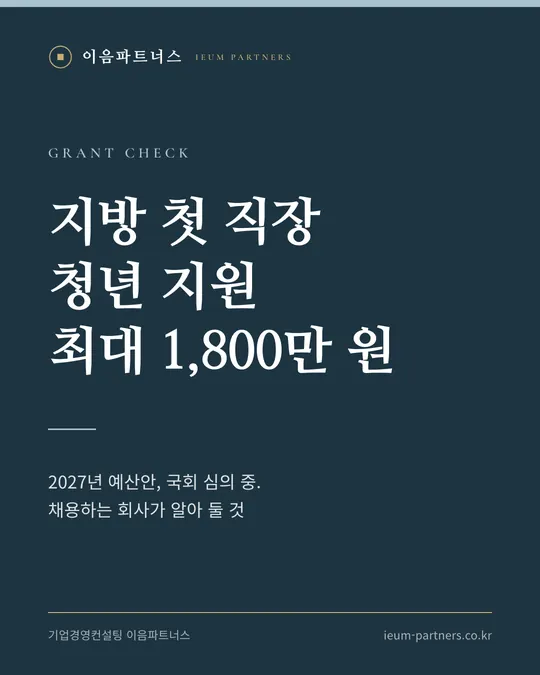 이음파트너스 IEUM PARTNERS
GRANT CHECK
지방 첫 직장
청년 지원
최대 1,800만 원
2027년 예산안, 국회 심의 중.
채용하는 회사가 알아 둘 것
기업경영컨설팅 이음파트너스 ieum-partners.co.kr